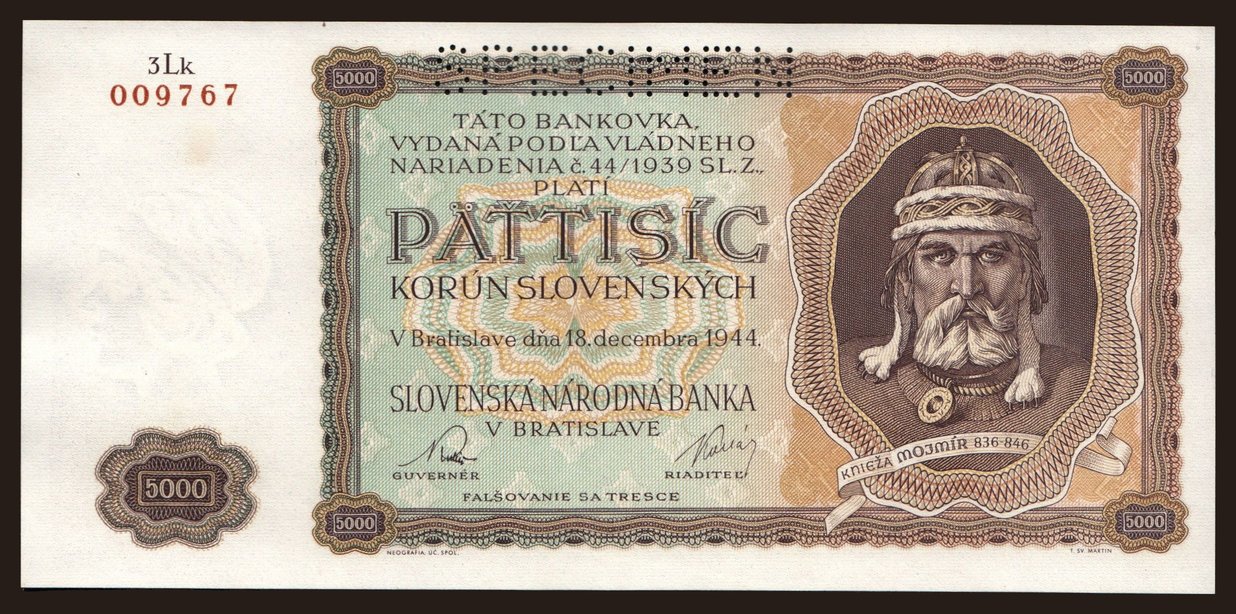 3Lk
009767
SPECIMEN
5000
5000
TÁTO BANKOVKA,
VYDANÁ PODĽA VLÁDNEHO
NARIADENIA č. 44/1939 SL. Z.,
PLATÍ
PÄŤTISÍC
KORÚN SLOVENSKÝCH
V Bratislave dňa 18. decembra 1944.
SLOVENSKÁ NÁRODNÁ BANKA
V BRATISLAVE
GUVERNÉR
RIADITEĽ
FALŠOVANIE SA TRESCE
KNIEŽA MOJMÍR 836-846
5000
5000
5000
NEOGRAFIA, ÚČ. SPOL.
T. SV. MARTIN